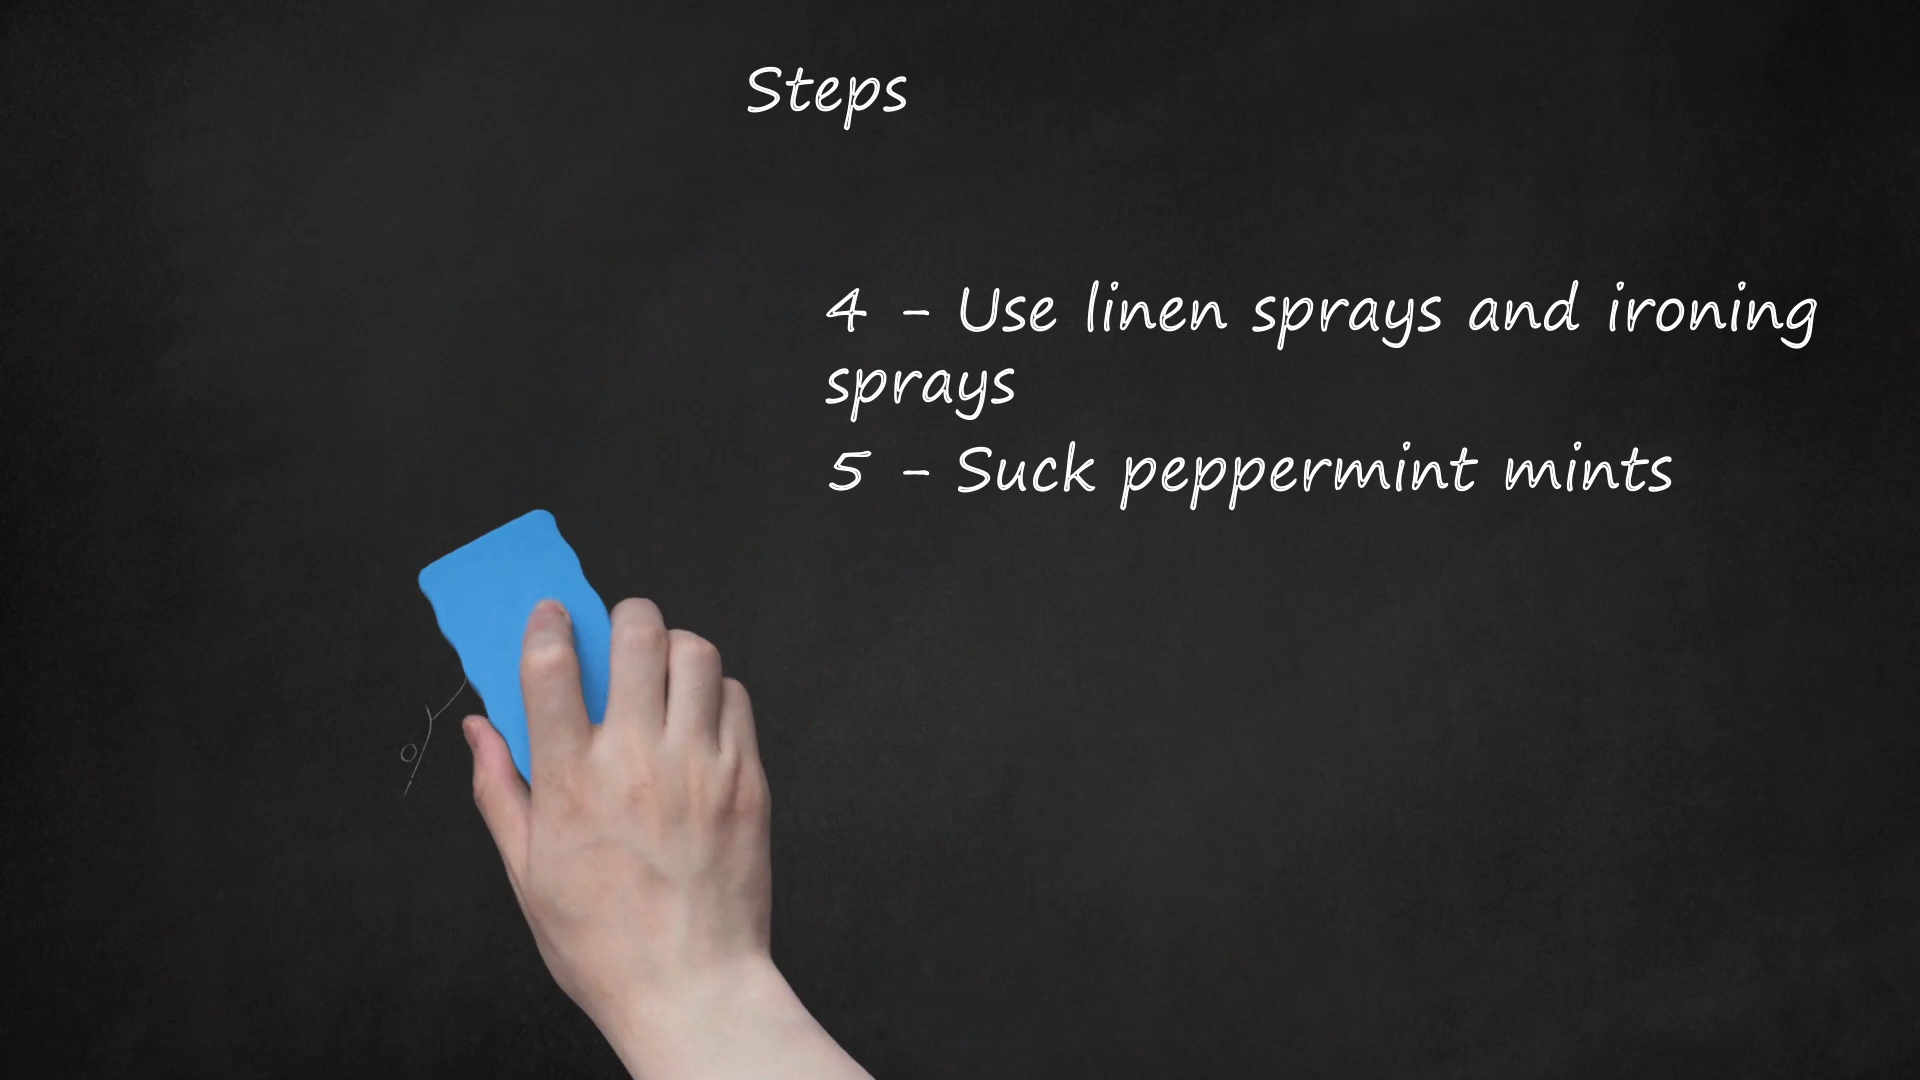 Steps
4 - Use linen sprays and ironing
sprays
5 - Suck peppermint mints